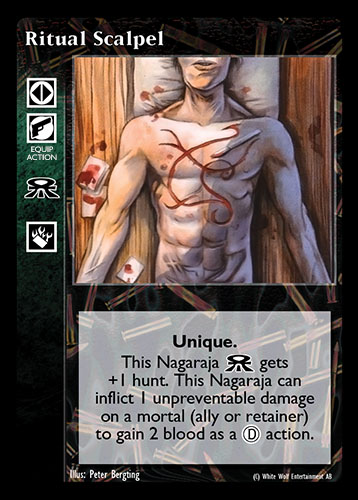 Ritual Scalpel
EQUIP
ACTION
Unique.
This Nagaraja gets
+1 hunt. This Nagaraja can
inflict 1 unpreventable damage
on a mortal (ally or retainer)
to gain 2 blood as a Ⓓ action.
Illus: Peter Bergting
(C) White Wolf Entertainment AB